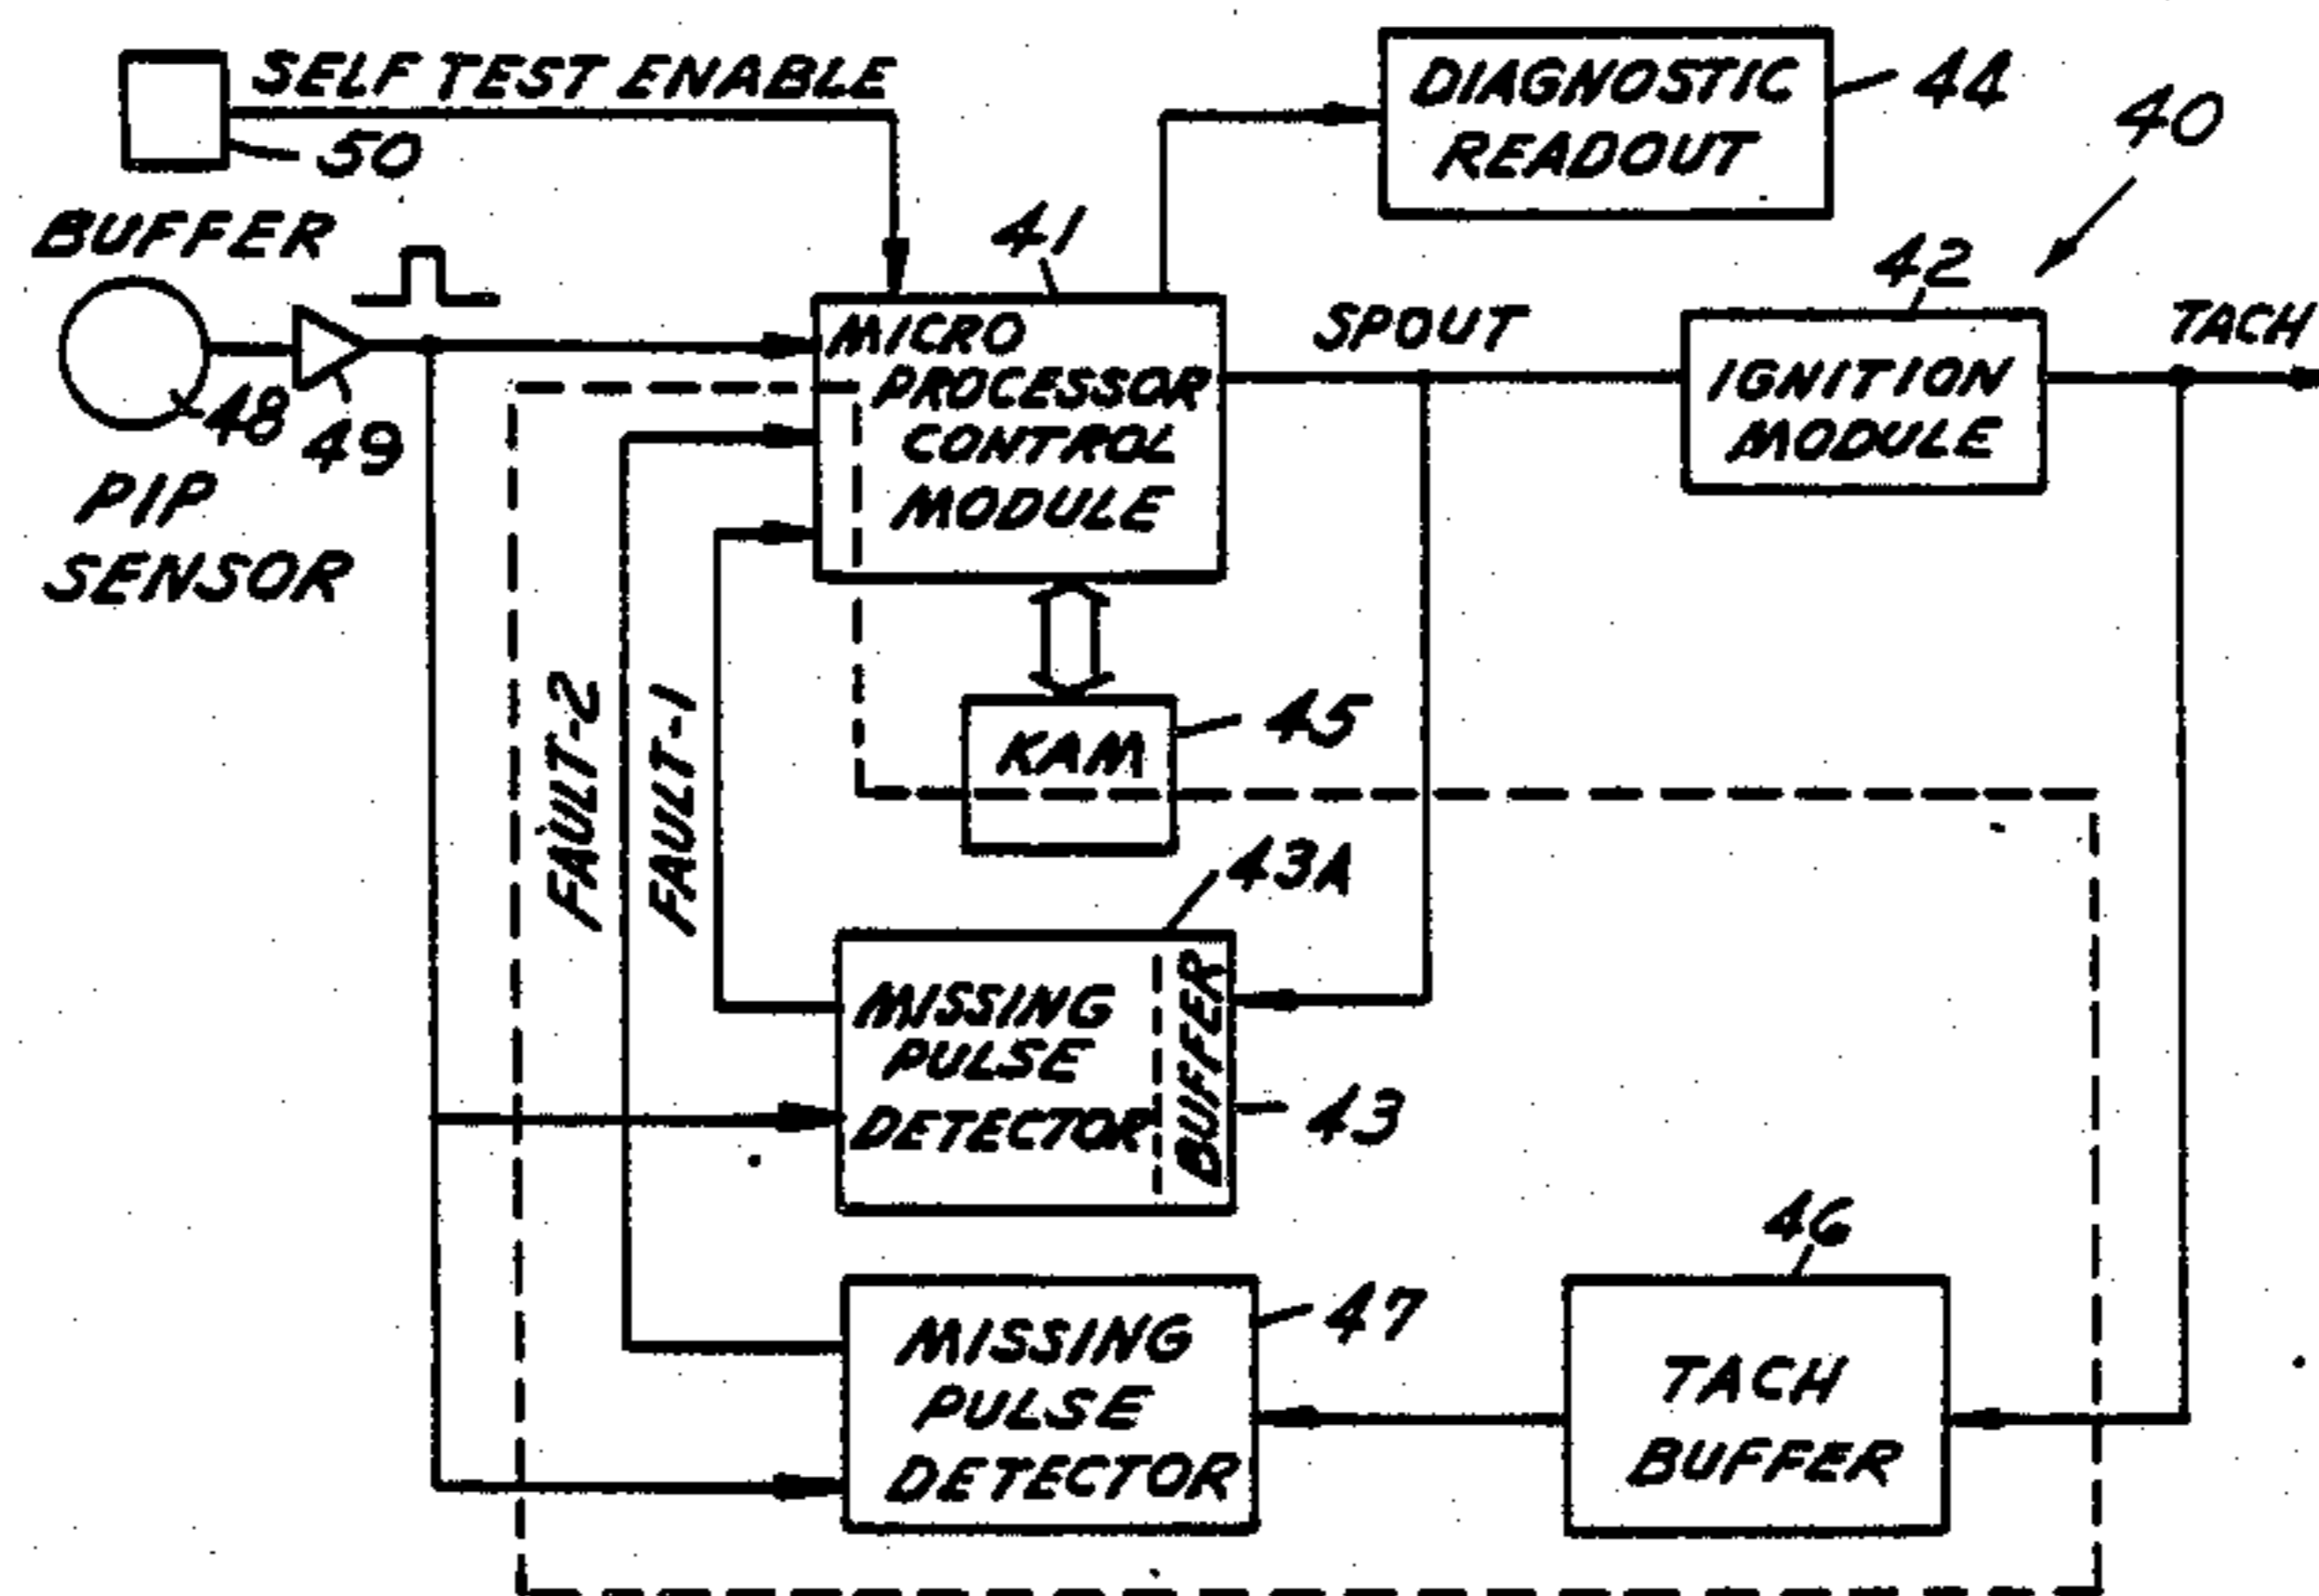 SELF TEST ENABLE
50
DIAGNOSTIC
READOUT
44
40
BUFFER
41
42
48
49
PIP
SENSOR
MICRO
PROCESSOR
CONTROL
MODULE
SPOUT
IGNITION
MODULE
TACH
FAULT-2
FAULT-1
KAM
45
43A
MISSING
PULSE
DETECTOR
BUFFER
43
46
MISSING
PULSE
DETECTOR
47
TACH
BUFFER